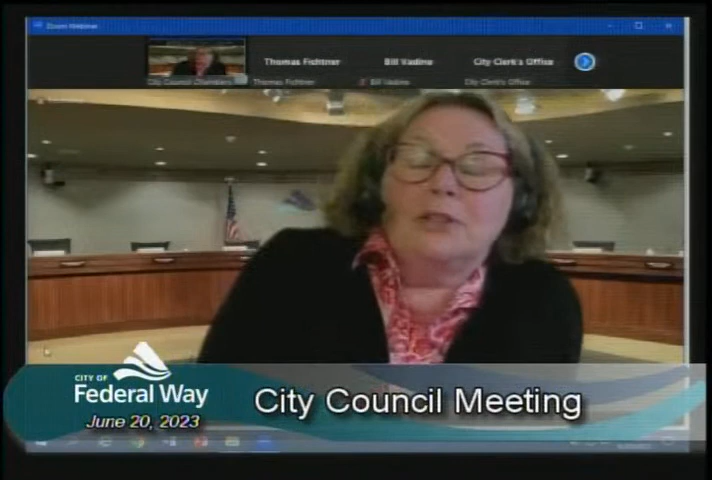 Zoom Webinar
Thomas Fichtner
Bill Vadino
City Clerk's Office
City Council Chambers
Thomas Fichtner
Bill Vadino
City Clerk's Office
CITY OF
Federal Way
June 20, 2023
City Council Meeting